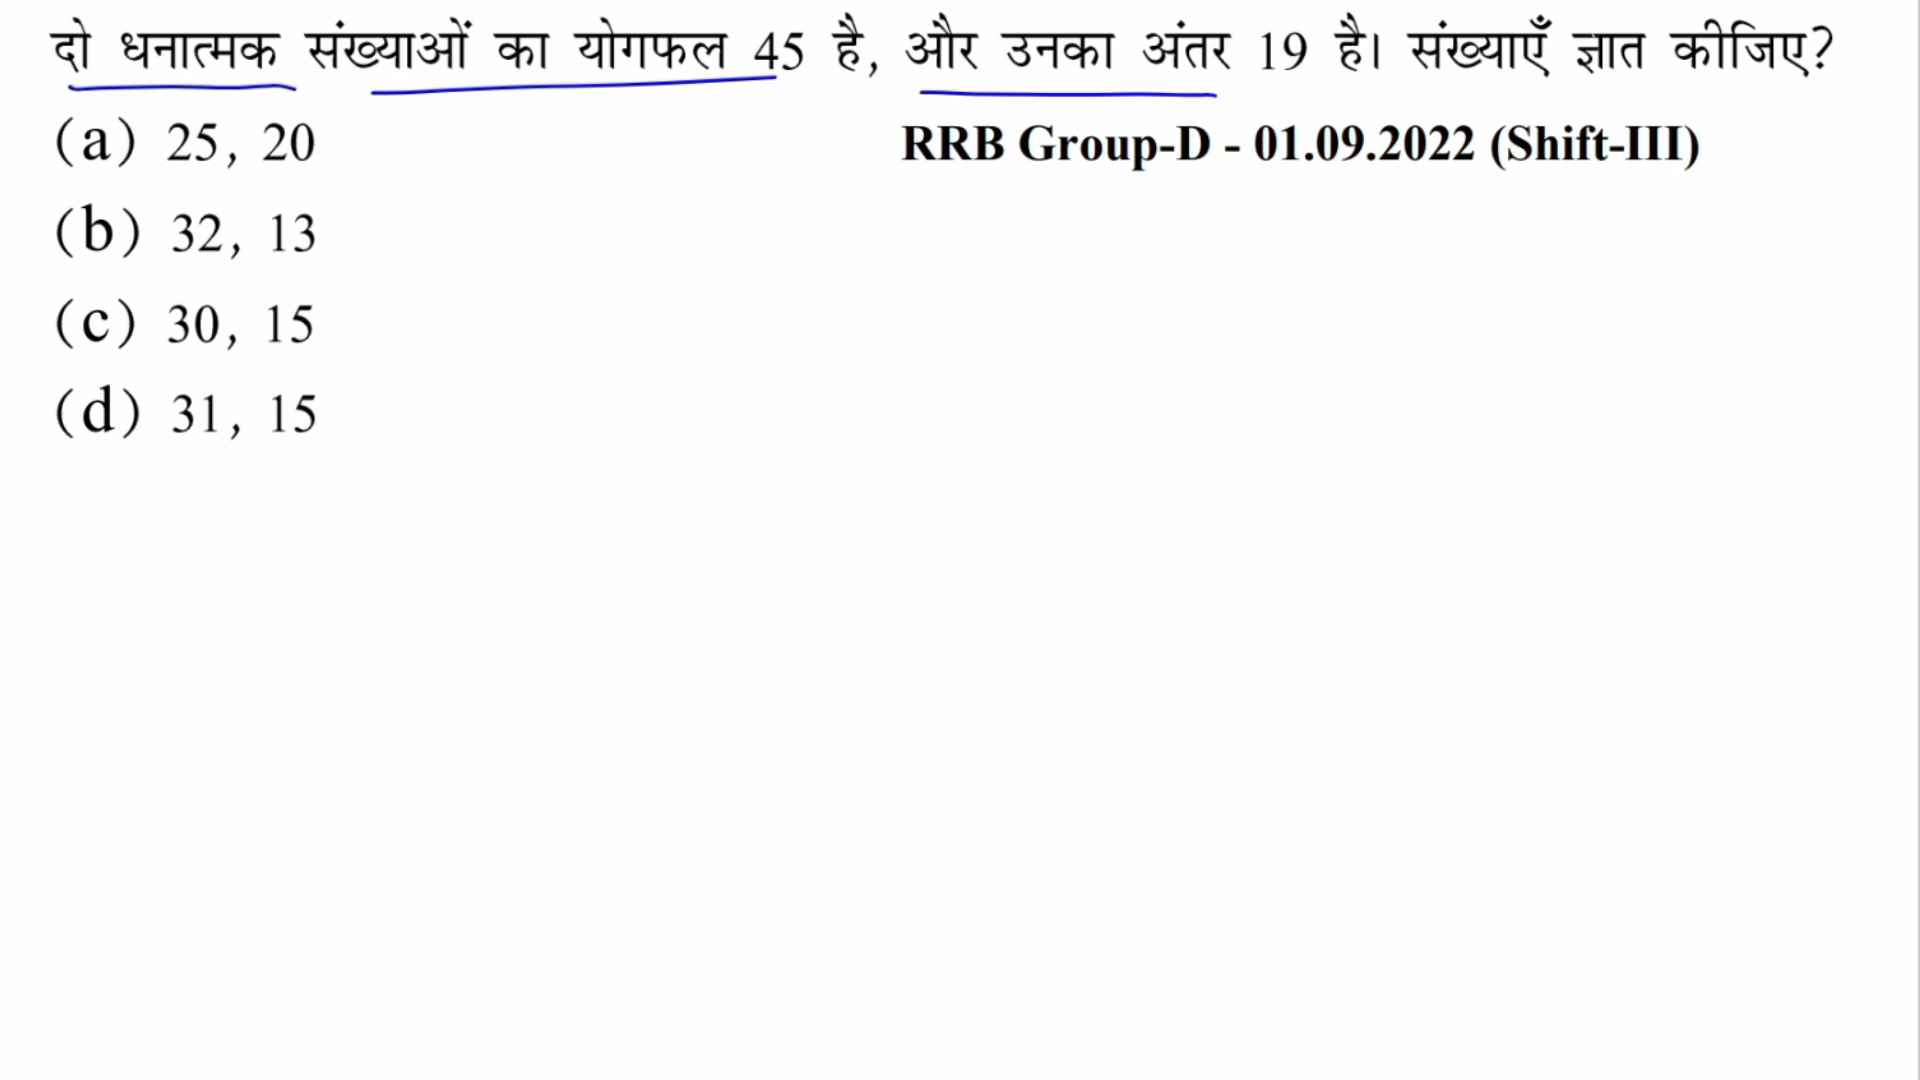 दो धनात्मक संख्याओं का योगफल 45 है, और उनका अंतर 19 है। संख्याएँ ज्ञात कीजिए?
(a) 25, 20
RRB Group-D - 01.09.2022 (Shift-III)
(b) 32, 13
(c) 30, 15
(d) 31, 15